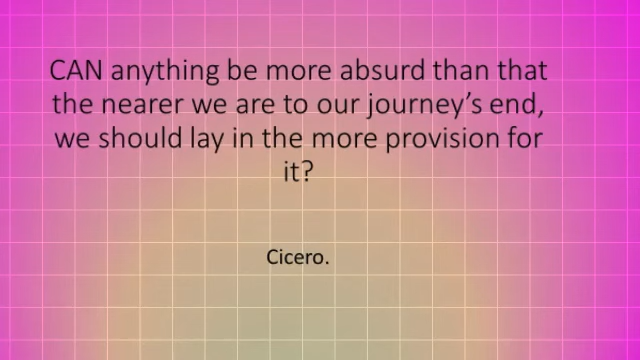 CAN anything be more absurd than that
the nearer we are to our journey’s end,
we should lay in the more provision for
it?
Cicero.